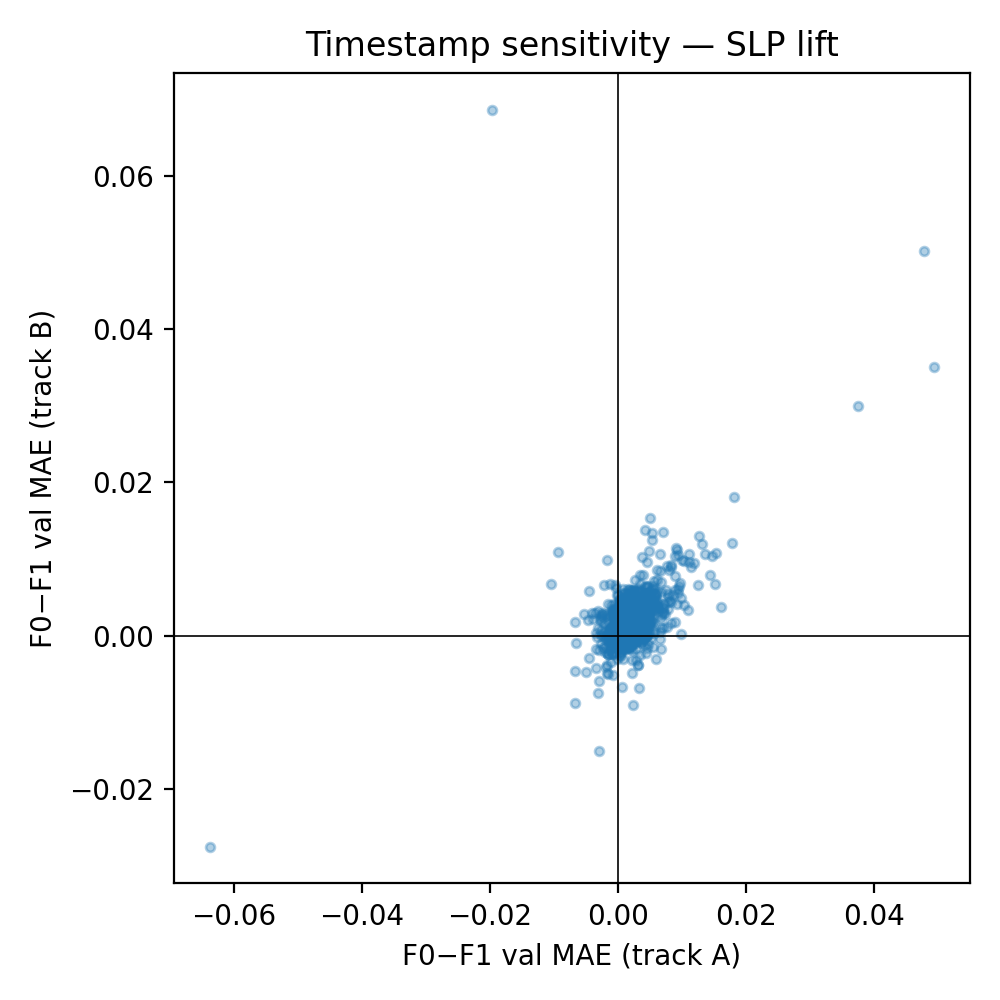 Timestamp sensitivity — SLP lift
F0−F1 val MAE (track B)
0.06
0.04
0.02
0.00
−0.02
−0.06 −0.04 −0.02 0.00 0.02 0.04
F0−F1 val MAE (track A)